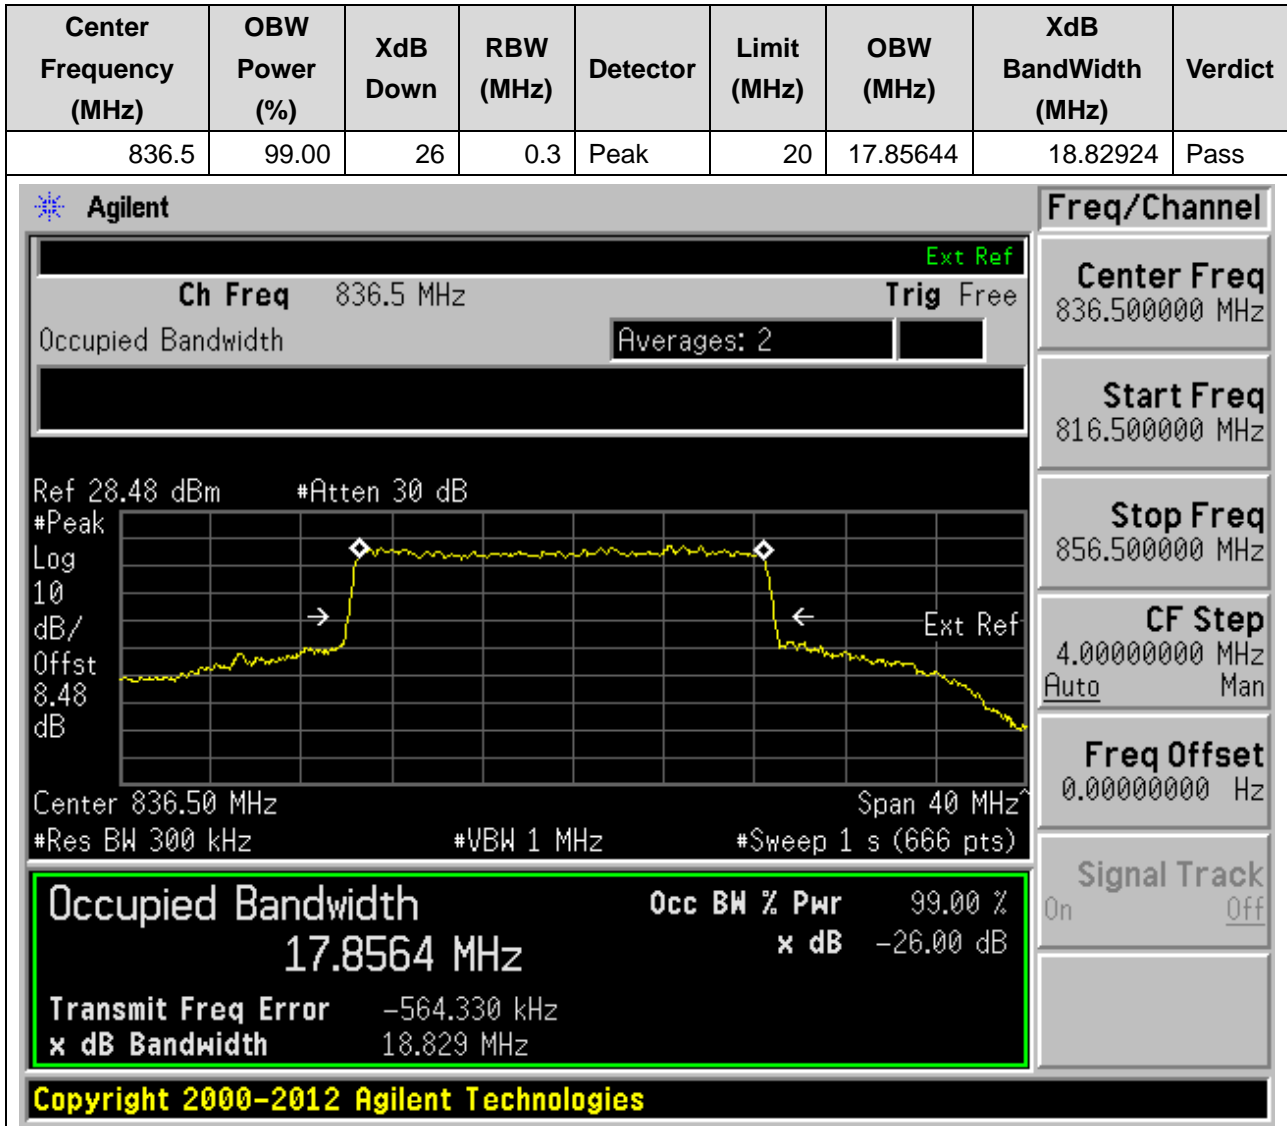 Center Frequency (MHz) OBW Power (%) XdB Down RBW (MHz) Detector Limit (MHz) OBW (MHz) XdB BandWidth (MHz) Verdict
836.5 99.00 26 0.3 Peak 20 17.85644 18.82924 Pass
Agilent
Freq/Channel
Ext Ref
Ch Freq 836.5 MHz Trig Free
Occupied Bandwidth Averages: 2
Center Freq
836.500000 MHz
Start Freq
816.500000 MHz
Stop Freq
856.500000 MHz
CF Step
4.00000000 MHz
Auto Man
Freq Offset
0.00000000 Hz
Signal Track
On Off
Ref 28.48 dBm #Atten 30 dB
#Peak
Log
10
dB/
Offst
8.48
dB
Ext Ref
Center 836.50 MHz Span 40 MHz^
#Res BW 300 kHz #VBW 1 MHz #Sweep 1 s (666 pts)
Occupied Bandwidth
17.8564 MHz
Occ BW % Pwr 99.00 %
x dB -26.00 dB
Transmit Freq Error -564.330 kHz
x dB Bandwidth 18.829 MHz
Copyright 2000-2012 Agilent Technologies